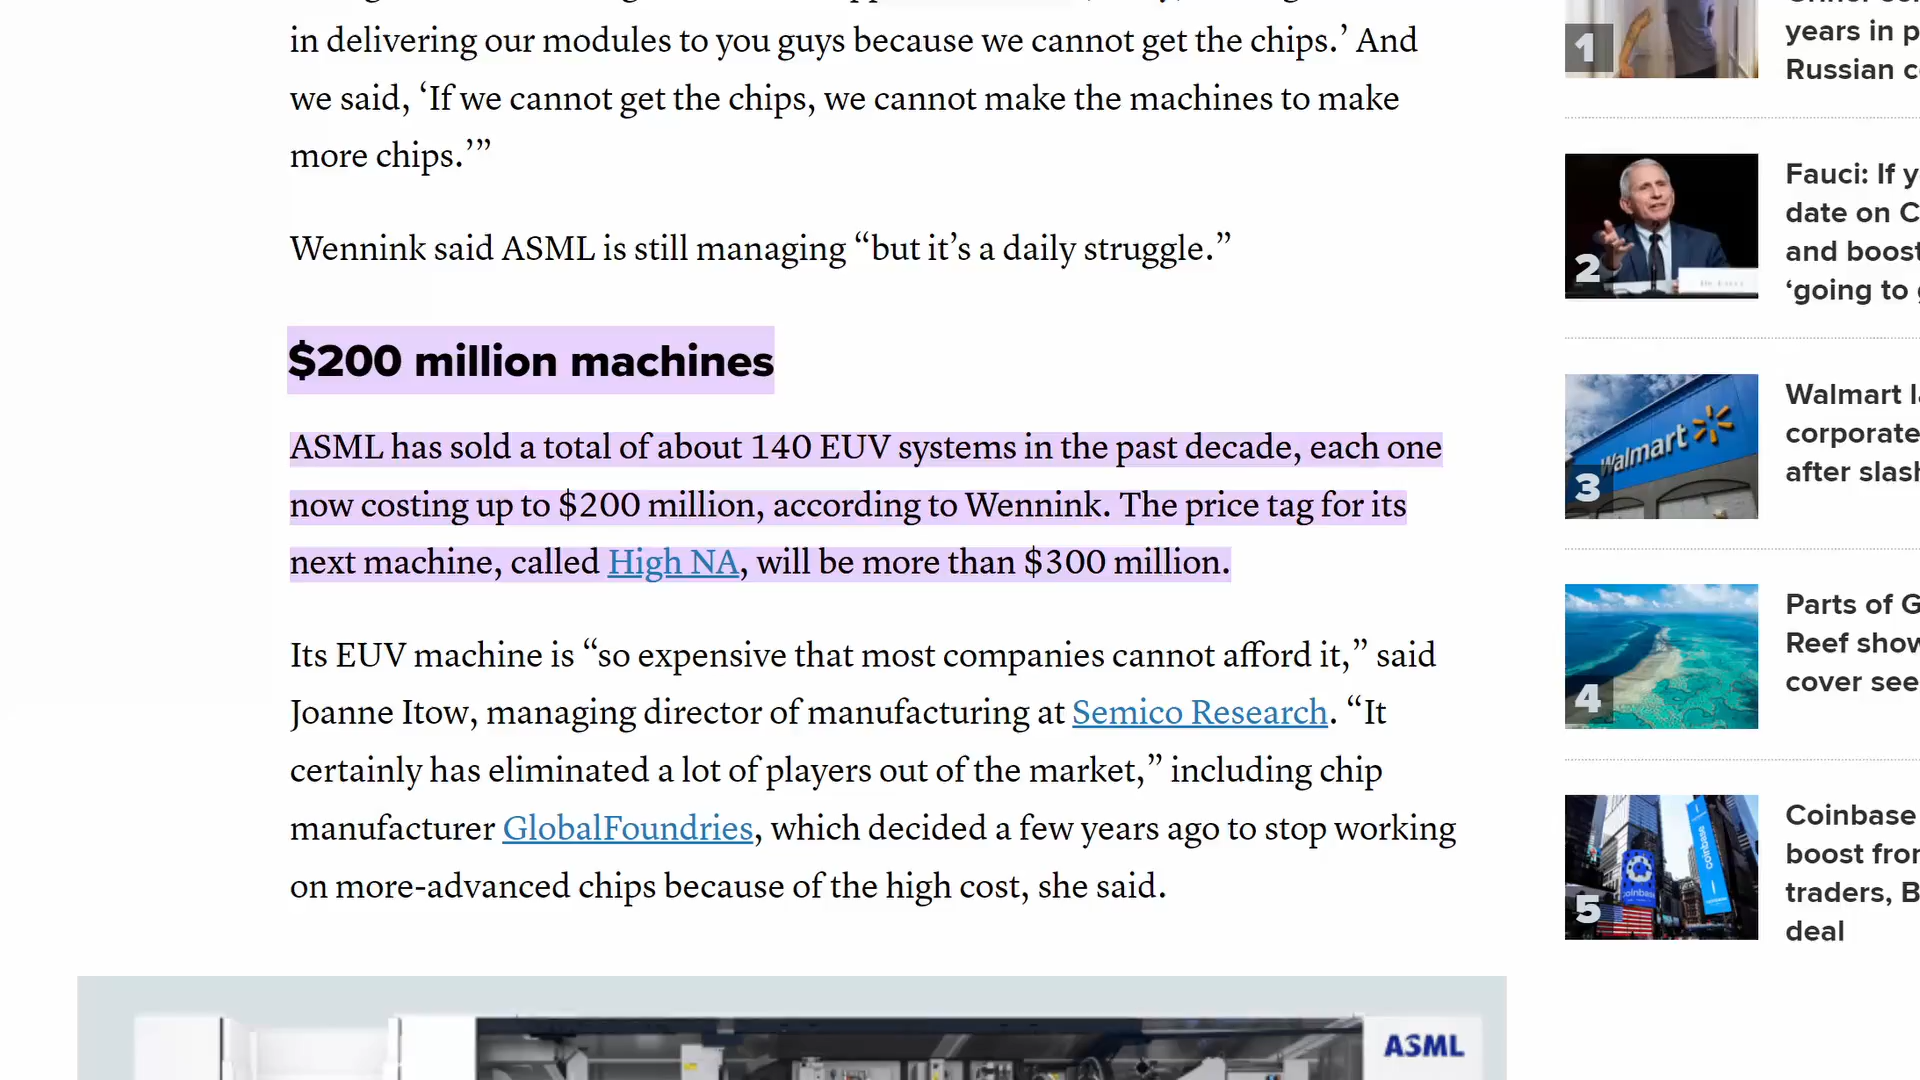 in delivering our modules to you guys because we cannot get the chips.’ And
we said, ‘If we cannot get the chips, we cannot make the machines to make
more chips.’”
Wennink said ASML is still managing “but it’s a daily struggle.”
$200 million machines
ASML has sold a total of about 140 EUV systems in the past decade, each one
now costing up to $200 million, according to Wennink. The price tag for its
next machine, called High NA, will be more than $300 million.
Its EUV machine is “so expensive that most companies cannot afford it,” said
Joanne Itow, managing director of manufacturing at Semico Research. “It
certainly has eliminated a lot of players out of the market,” including chip
manufacturer GlobalFoundries, which decided a few years ago to stop working
on more-advanced chips because of the high cost, she said.
ASML
1
years in p
Russian c
2
Fauci: If y
date on C
and boost
‘going to g
3
Walmart
Walmart l
corporate
after slash
4
Parts of G
Reef show
cover see
5
coinbase
coinbase
Coinbase
boost fror
traders, B
deal